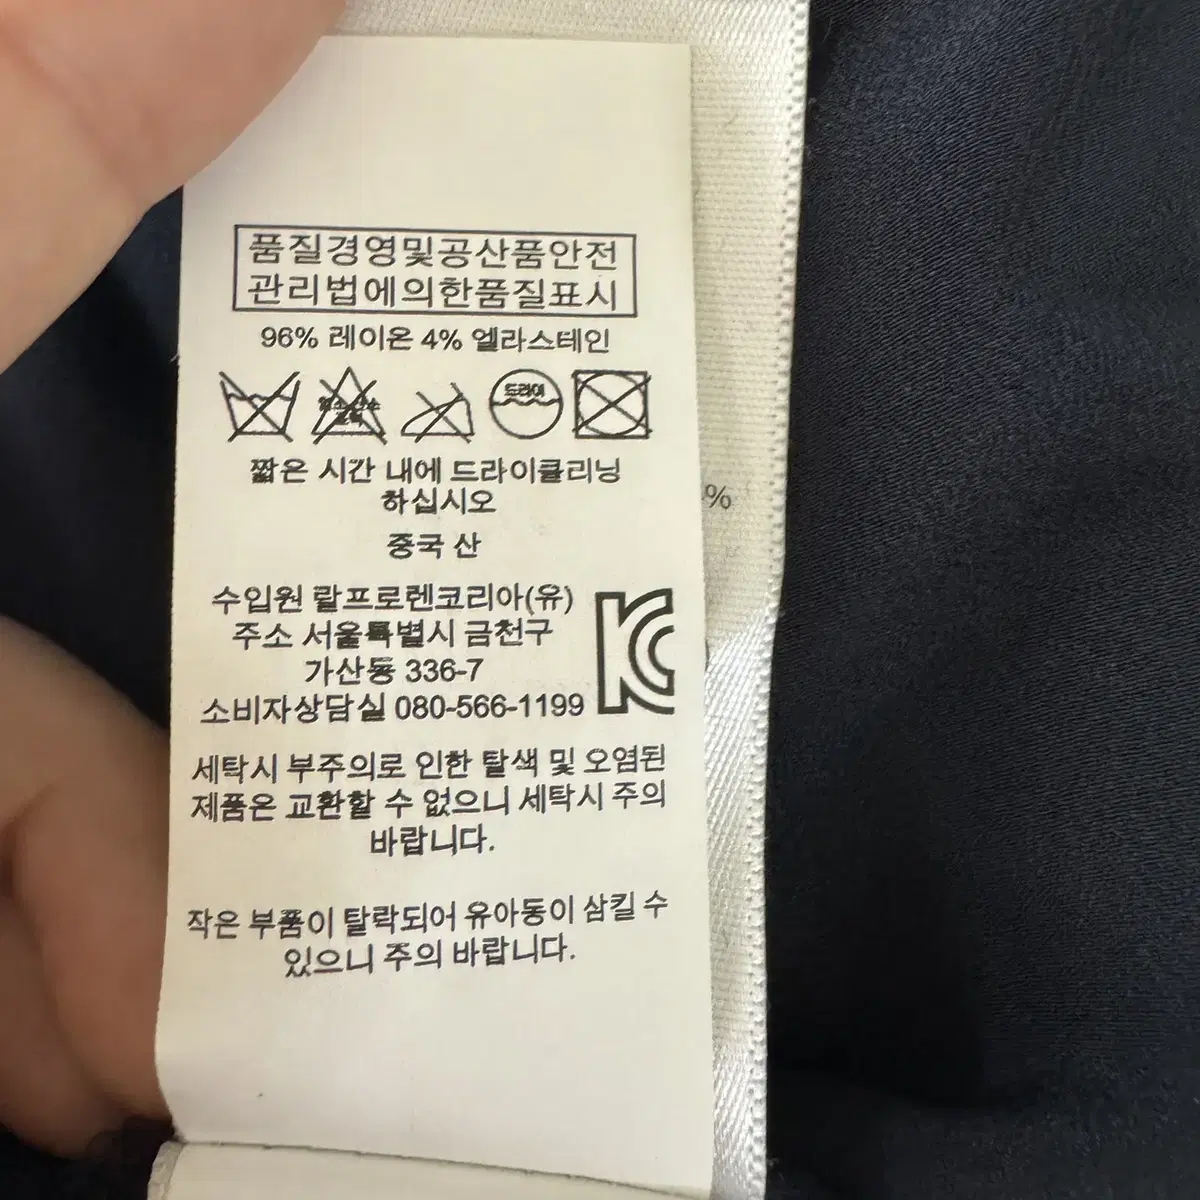 품질경영및공산품안전
관리법에의한품질표시
96% 레이온 4% 엘라스테인
드라이
짧은 시간 내에 드라이클리닝
하십시오
%
중국 산
수입원 랄프로렌코리아(유)
주소 서울특별시 금천구
가산동 336-7
소비자상담실 080-566-1199
KC
세탁시 부주의로 인한 탈색 및 오염된
제품은 교환할 수 없으니 세탁시 주의
바랍니다.
작은 부품이 탈락되어 유아동이 삼킬 수
있으니 주의 바랍니다.